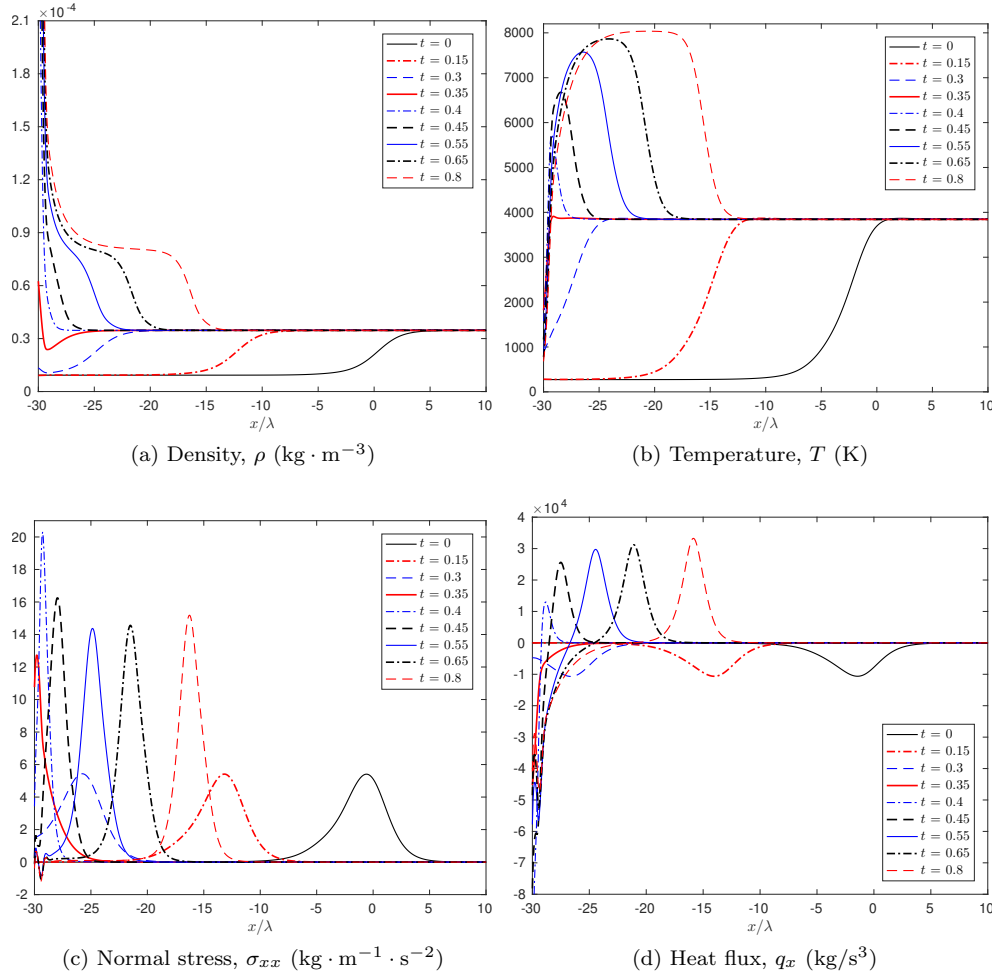 2.1 ×10⁻⁴
1.8
1.5
1.2
0.9
0.6
0.3
0
-30 -25 -20 -15 -10 -5 0 5 10
x/λ
t = 0
t = 0.15
t = 0.3
t = 0.35
t = 0.4
t = 0.45
t = 0.55
t = 0.65
t = 0.8
(a) Density, ρ (kg · m⁻³)
8000
7000
6000
5000
4000
3000
2000
1000
0
-30 -25 -20 -15 -10 -5 0 5 10
x/λ
t = 0
t = 0.15
t = 0.3
t = 0.35
t = 0.4
t = 0.45
t = 0.55
t = 0.65
t = 0.8
(b) Temperature, T (K)
20
18
16
14
12
10
8
6
4
2
0
-2
-30 -25 -20 -15 -10 -5 0 5 10
x/λ
t = 0
t = 0.15
t = 0.3
t = 0.35
t = 0.4
t = 0.45
t = 0.55
t = 0.65
t = 0.8
(c) Normal stress, σxx (kg · m⁻¹ · s⁻²)
×10⁴
4
3
2
1
0
-1
-2
-3
-4
-5
-6
-7
-8
-30 -25 -20 -15 -10 -5 0 5 10
x/λ
t = 0
t = 0.15
t = 0.3
t = 0.35
t = 0.4
t = 0.45
t = 0.55
t = 0.65
t = 0.8
(d) Heat flux, qx (kg/s³)